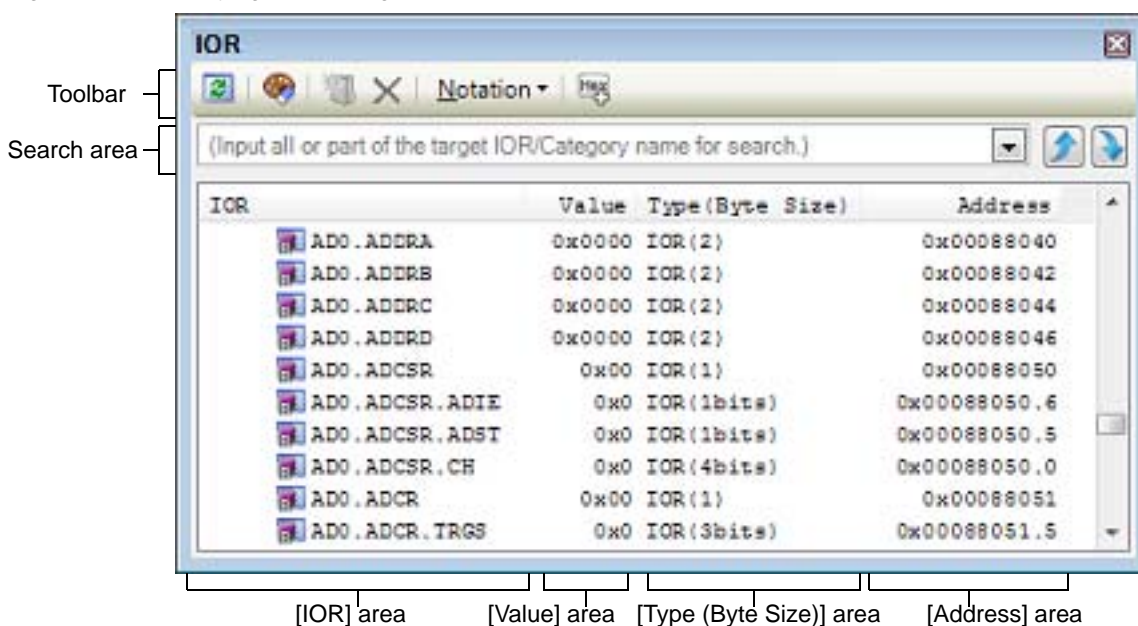 IOR
Toolbar
Notation
Hex
Search area
(Input all or part of the target IOR/Category name for search.)
IOR Value Type(Byte Size) Address
AD0.ADDRA 0x0000 IOR(2) 0x00088040
AD0.ADDRB 0x0000 IOR(2) 0x00088042
AD0.ADDRC 0x0000 IOR(2) 0x00088044
AD0.ADDRD 0x0000 IOR(2) 0x00088046
AD0.ADCSR 0x00 IOR(1) 0x00088050
AD0.ADCSR.ADIE 0x0 IOR(1bits) 0x00088050.6
AD0.ADCSR.ADST 0x0 IOR(1bits) 0x00088050.5
AD0.ADCSR.CH 0x0 IOR(4bits) 0x00088050.0
AD0.ADCR 0x00 IOR(1) 0x00088051
AD0.ADCR.TRGS 0x0 IOR(3bits) 0x00088051.5
[IOR] area [Value] area [Type (Byte Size)] area [Address] area